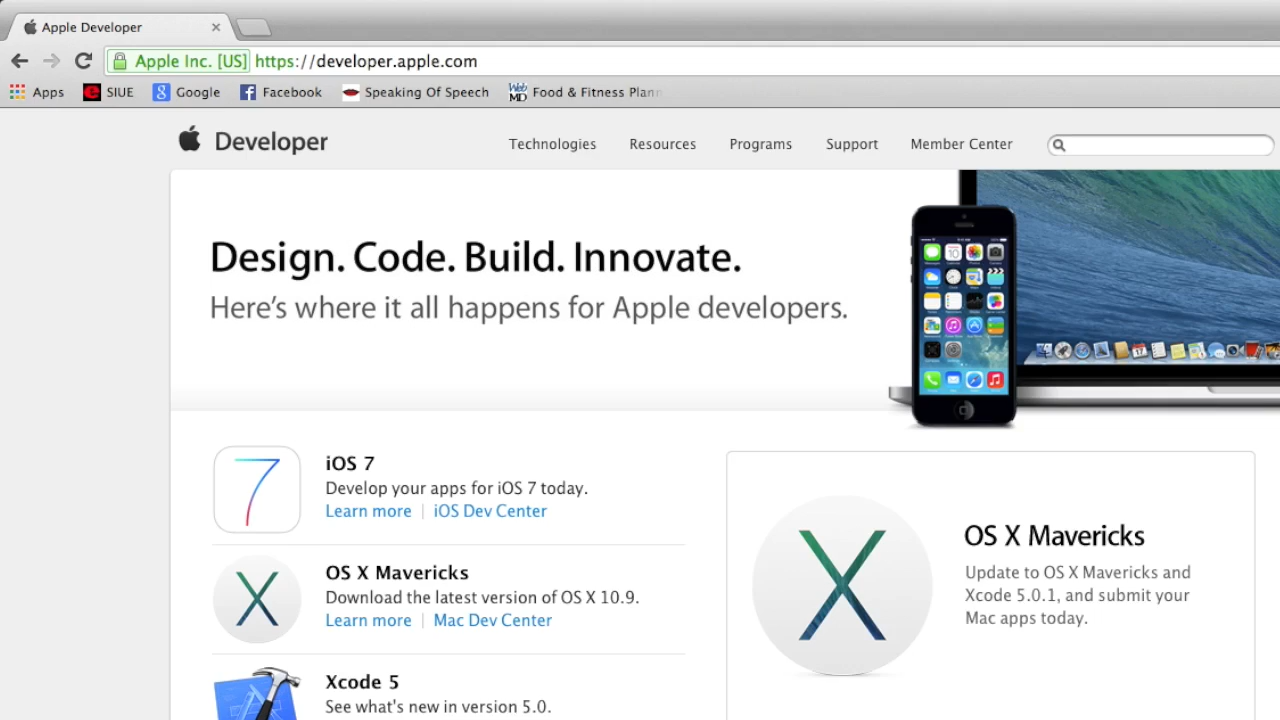 Apple Developer
Apple Inc. [US] https://developer.apple.com
Apps SIUE Google Facebook Speaking Of Speech Food & Fitness Plann
Developer Technologies Resources Programs Support Member Center
Design. Code. Build. Innovate.
Here's where it all happens for Apple developers.
iOS 7
Develop your apps for iOS 7 today.
Learn more | iOS Dev Center
OS X Mavericks
Download the latest version of OS X 10.9.
Learn more | Mac Dev Center
Xcode 5
See what's new in version 5.0.
OS X Mavericks
Update to OS X Mavericks and
Xcode 5.0.1, and submit your
Mac apps today.